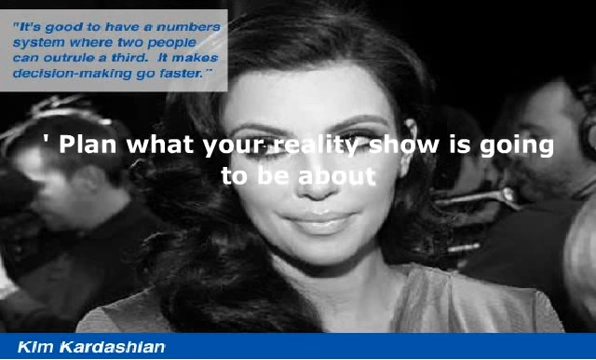 "It's good to have a numbers
system where two people
can outrule a third. It makes
decision-making go faster."
' Plan what your reality show is going
to be about
Kim Kardashian